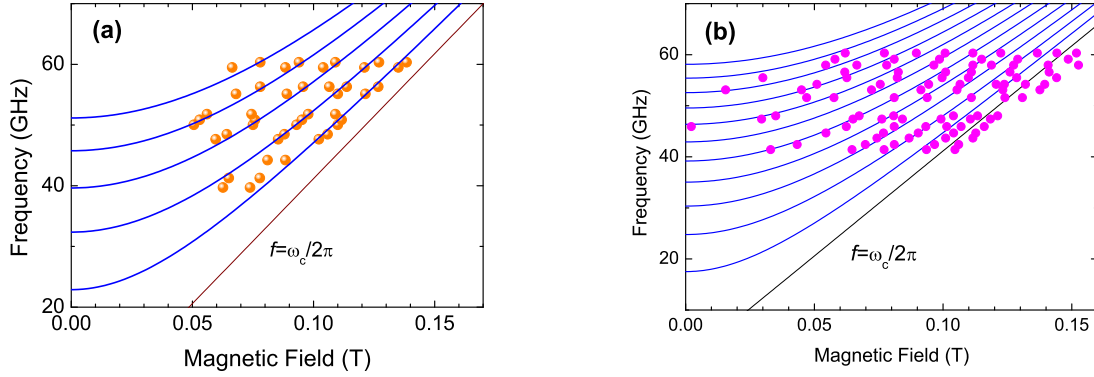 (a)
Frequency (GHz)
60
40
20
0.00
0.05
0.10
0.15
Magnetic Field (T)
f=ωc/2π
(b)
Frequency (GHz)
60
40
20
0.00
0.05
0.10
0.15
Magnetic Field (T)
f=ωc/2π